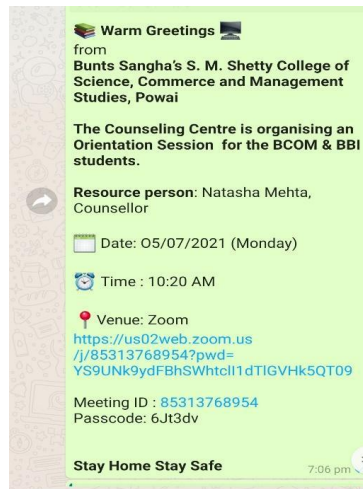 📚 Warm Greetings 🖥️
from
Bunts Sangha's S. M. Shetty College of
Science, Commerce and Management
Studies, Powai
The Counseling Centre is organising an
Orientation Session for the BCOM & BBI
students.
Resource person: Natasha Mehta,
Counsellor
🗓️ Date: O5/07/2021 (Monday)
⏰ Time : 10:20 AM
📍 Venue: Zoom
https://us02web.zoom.us
/j/85313768954?pwd=
YS9UNk9ydFBhSWhtclI1dTlGVHk5QT09
Meeting ID : 85313768954
Passcode: 6Jt3dv
Stay Home Stay Safe
7:06 pm